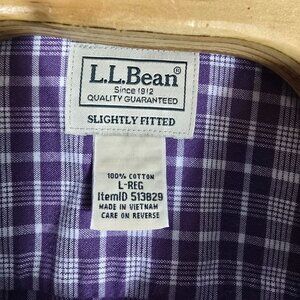 L.L.Bean®
Since 1912
QUALITY GUARANTEED
SLIGHTLY FITTED
100% COTTON
L-REG
ItemID 513829
MADE IN VIETNAM
CARE ON REVERSE